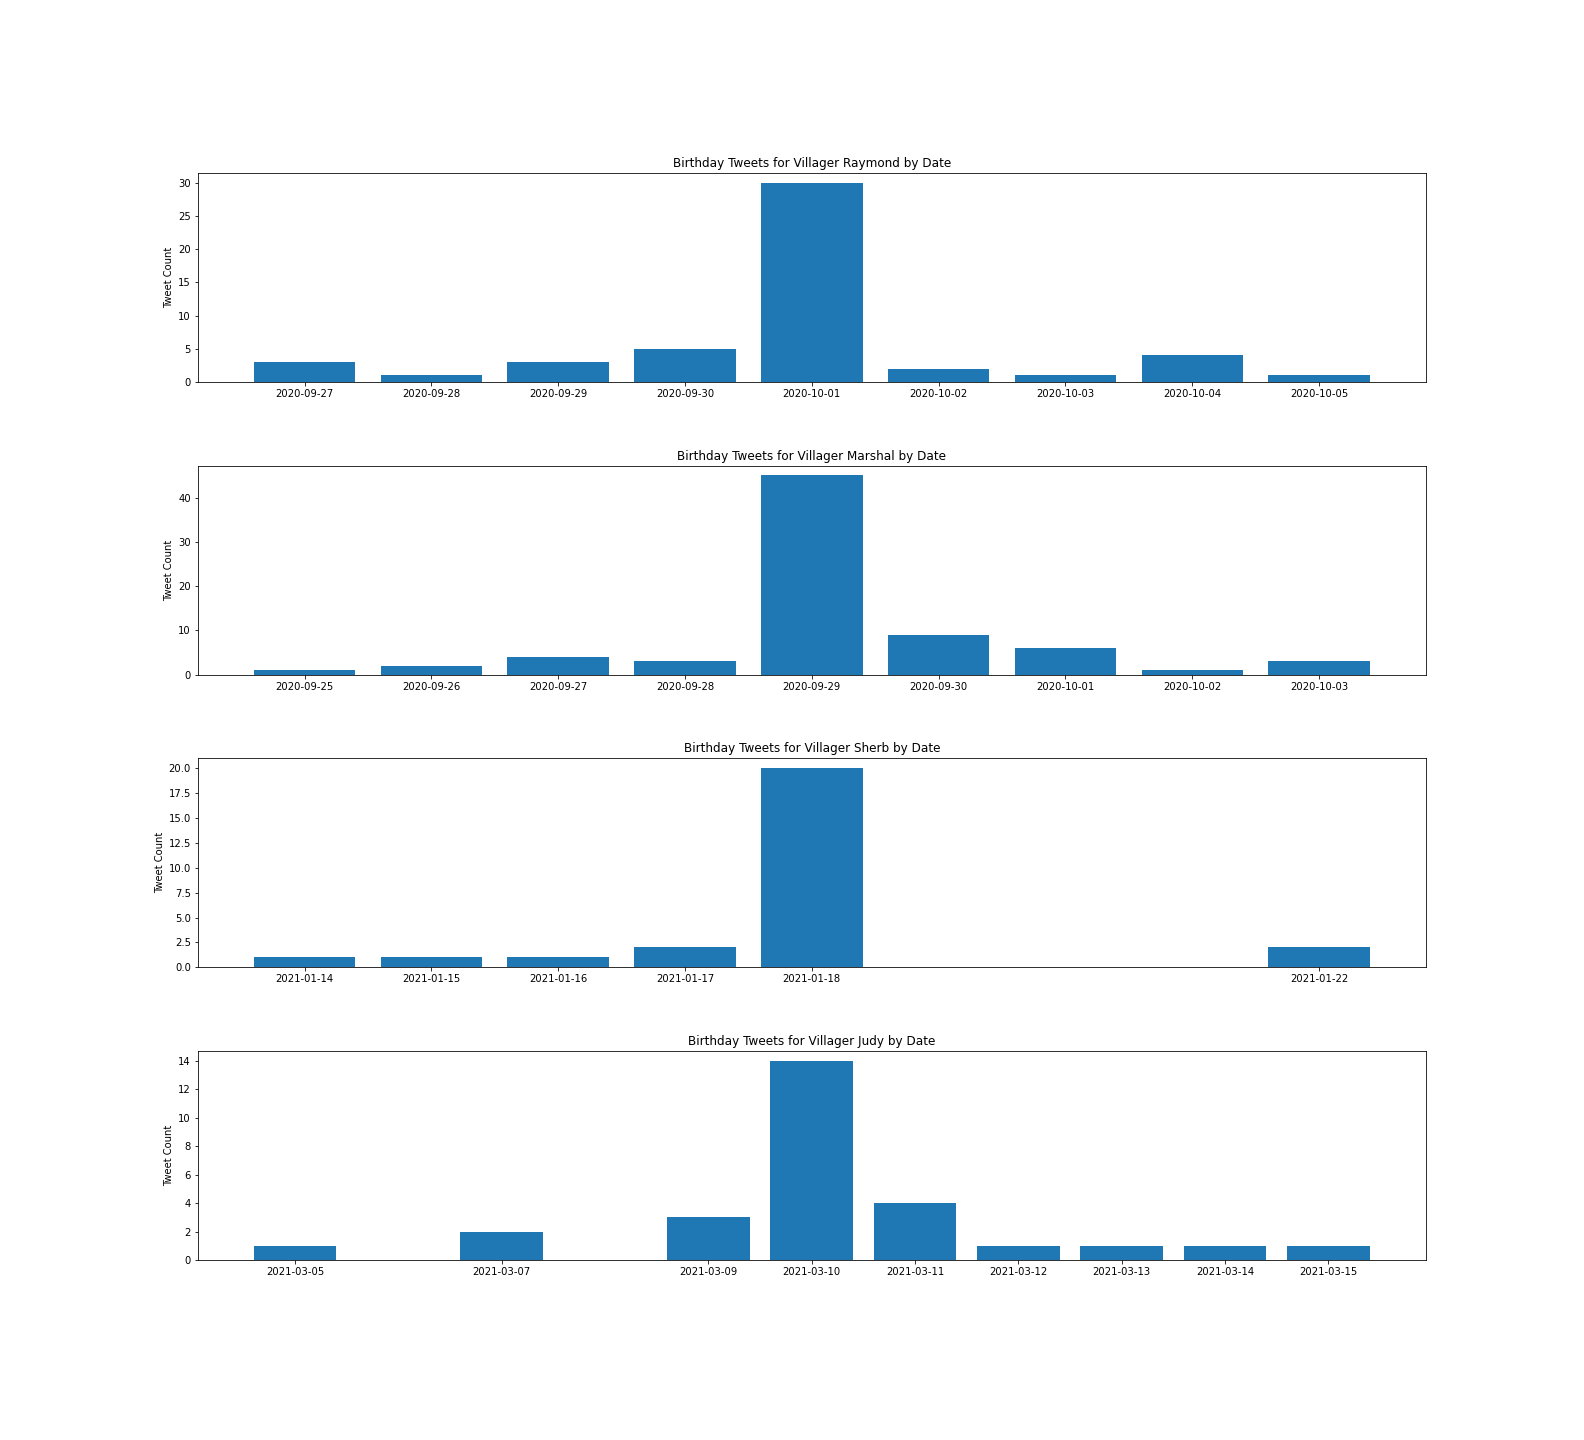 Birthday Tweets for Villager Raymond by Date
30
25
20
15
10
5
0
Tweet Count
2020-09-27 2020-09-28 2020-09-29 2020-09-30 2020-10-01 2020-10-02 2020-10-03 2020-10-04 2020-10-05
Birthday Tweets for Villager Marshal by Date
40
30
20
10
0
Tweet Count
2020-09-25 2020-09-26 2020-09-27 2020-09-28 2020-09-29 2020-09-30 2020-10-01 2020-10-02 2020-10-03
Birthday Tweets for Villager Sherb by Date
20.0
17.5
15.0
12.5
10.0
7.5
5.0
2.5
0.0
Tweet Count
2021-01-14 2021-01-15 2021-01-16 2021-01-17 2021-01-18 2021-01-22
Birthday Tweets for Villager Judy by Date
14
12
10
8
6
4
2
0
Tweet Count
2021-03-05 2021-03-07 2021-03-09 2021-03-10 2021-03-11 2021-03-12 2021-03-13 2021-03-14 2021-03-15